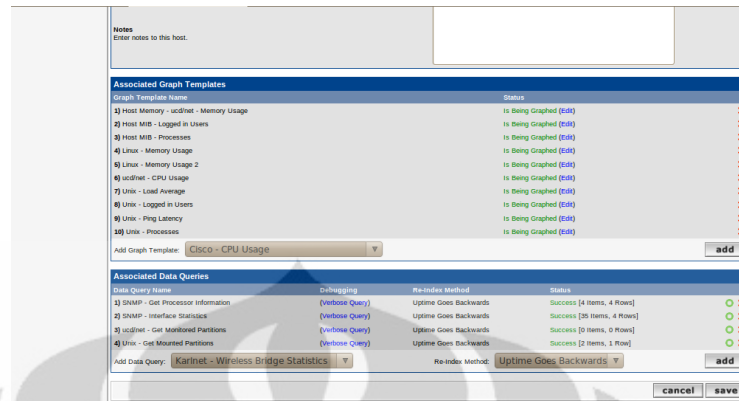 Notes
Enter notes to this host.
Associated Graph Templates
Graph Template Name Status
1) Host Memory - ucd/net - Memory Usage Is Being Graphed (Edit)
2) Host MIB - Logged in Users Is Being Graphed (Edit)
3) Host MIB - Processes Is Being Graphed (Edit)
4) Linux - Memory Usage Is Being Graphed (Edit)
5) Linux - Memory Usage 2 Is Being Graphed (Edit)
6) ucd/net - CPU Usage Is Being Graphed (Edit)
7) Unix - Load Average Is Being Graphed (Edit)
8) Unix - Logged in Users Is Being Graphed (Edit)
9) Unix - Ping Latency Is Being Graphed (Edit)
10) Unix - Processes Is Being Graphed (Edit)
Add Graph Template: Cisco - CPU Usage add
Associated Data Queries
Data Query Name Debugging Re-Index Method Status
1) SNMP - Get Processor Information (Verbose Query) Uptime Goes Backwards Success [4 Items, 4 Rows]
2) SNMP - Interface Statistics (Verbose Query) Uptime Goes Backwards Success [35 Items, 4 Rows]
3) ucd/net - Get Monitored Partitions (Verbose Query) Uptime Goes Backwards Success [0 Items, 0 Rows]
4) Unix - Get Mounted Partitions (Verbose Query) Uptime Goes Backwards Success [2 Items, 1 Row]
Add Data Query: Karlnet - Wireless Bridge Statistics Re-Index Method: Uptime Goes Backwards add
cancel save